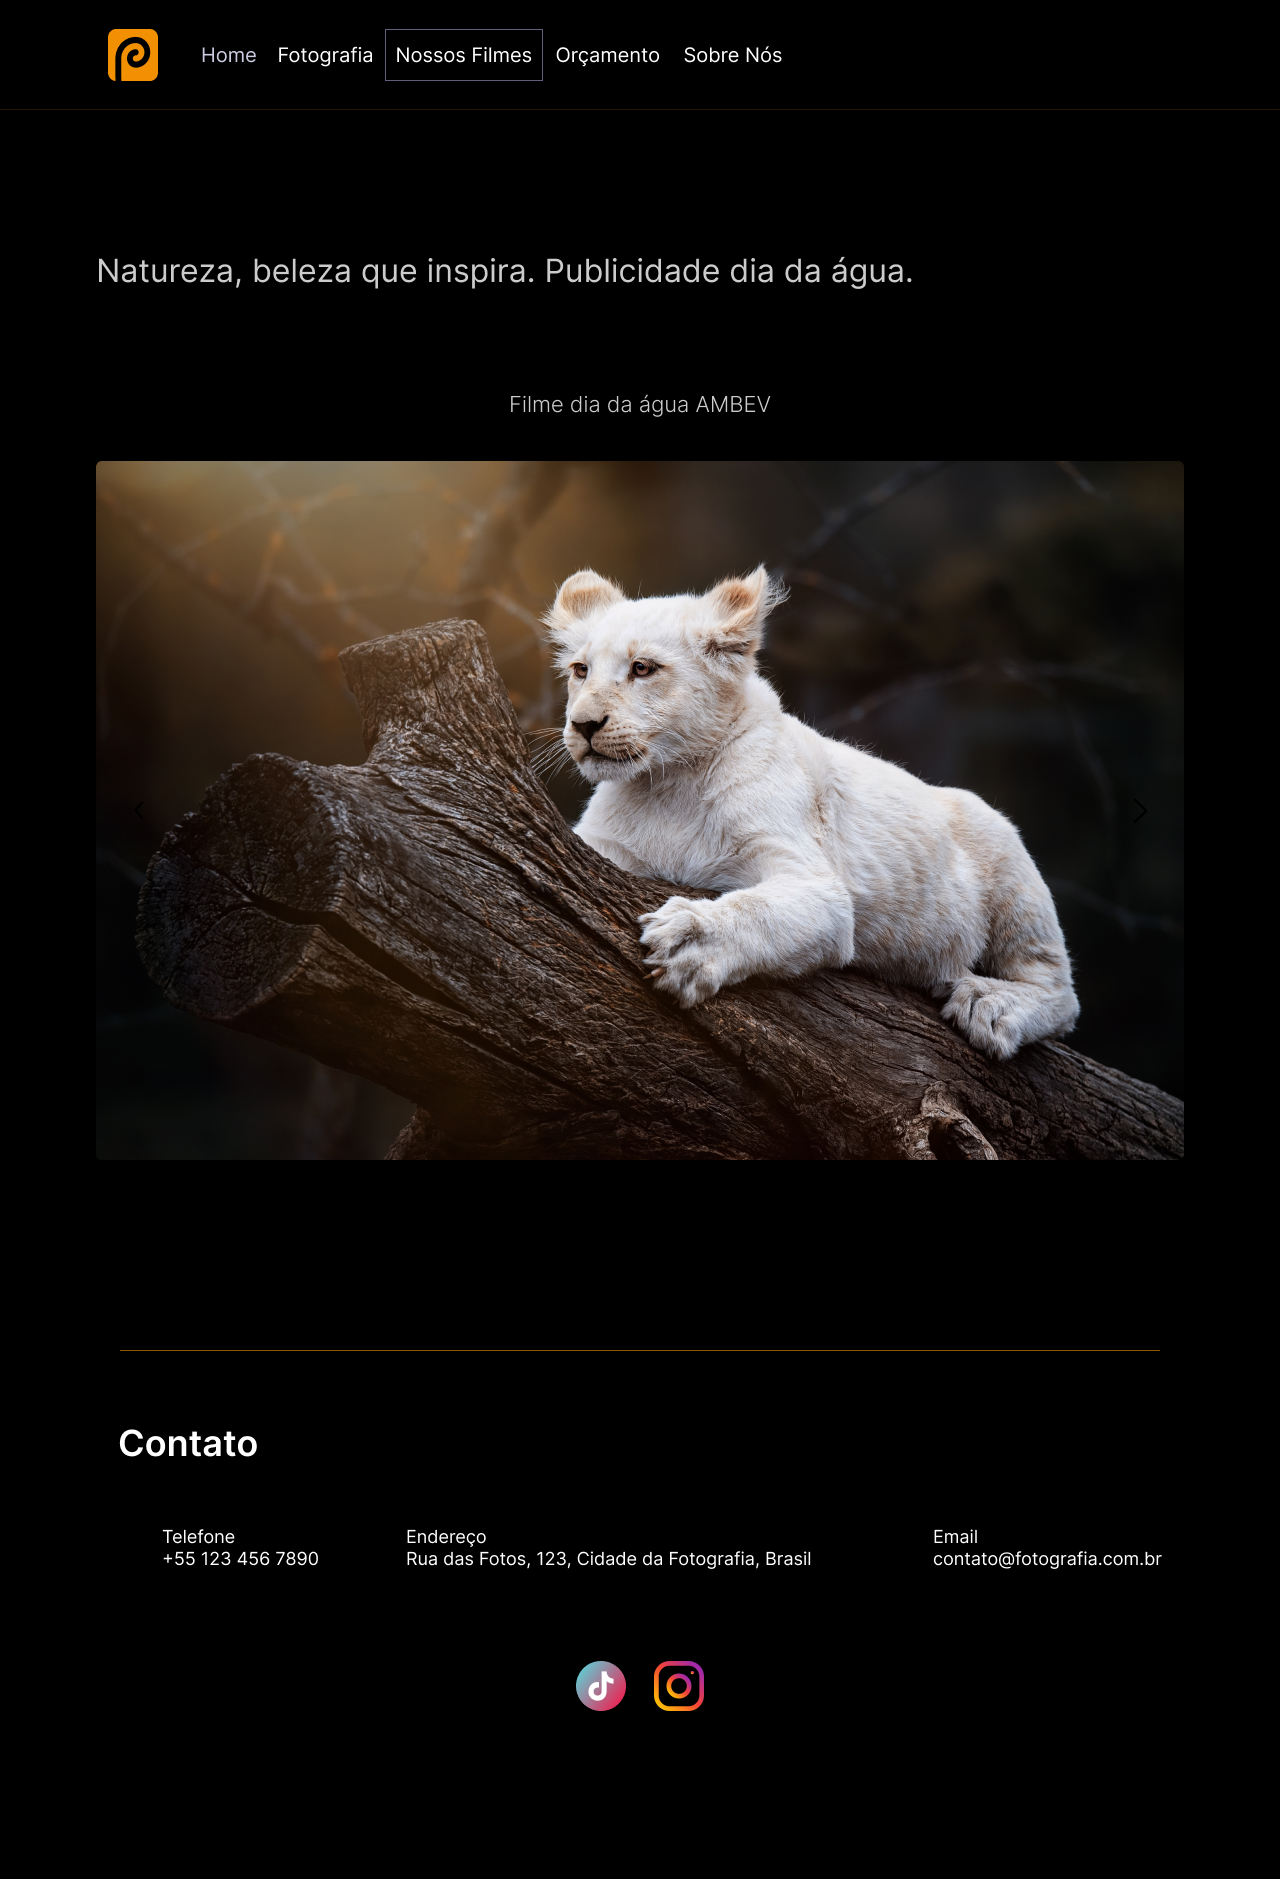 Home Fotografia Nossos Filmes Orçamento Sobre Nós
Natureza, beleza que inspira. Publicidade dia da água.
Filme dia da água AMBEV
Contato
Telefone
+55 123 456 7890
Endereço
Rua das Fotos, 123, Cidade da Fotografia, Brasil
Email
contato@fotografia.com.br